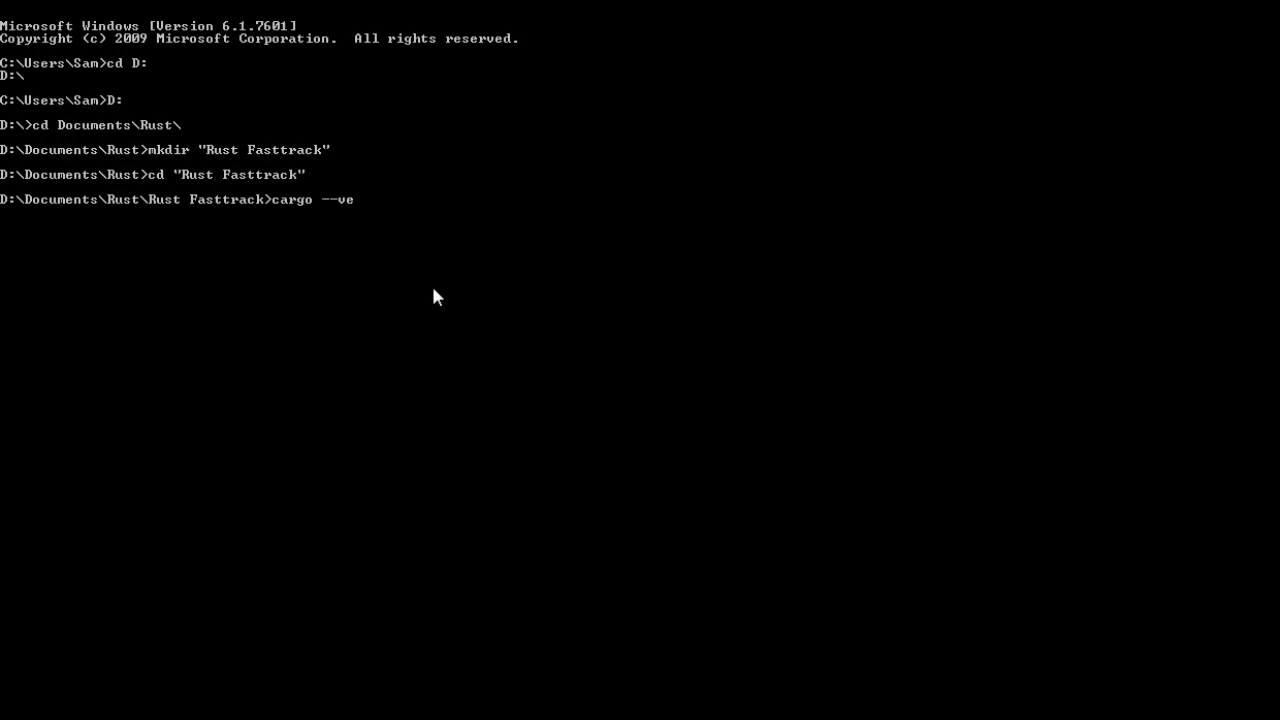 Microsoft Windows [Version 6.1.7601]
Copyright (c) 2009 Microsoft Corporation.  All rights reserved.
C:\Users\Sam>cd D:
D:\
C:\Users\Sam>D:
D:\>cd Documents\Rust\
D:\Documents\Rust>mkdir "Rust Fasttrack"
D:\Documents\Rust>cd "Rust Fasttrack"
D:\Documents\Rust\Rust Fasttrack>cargo --ve